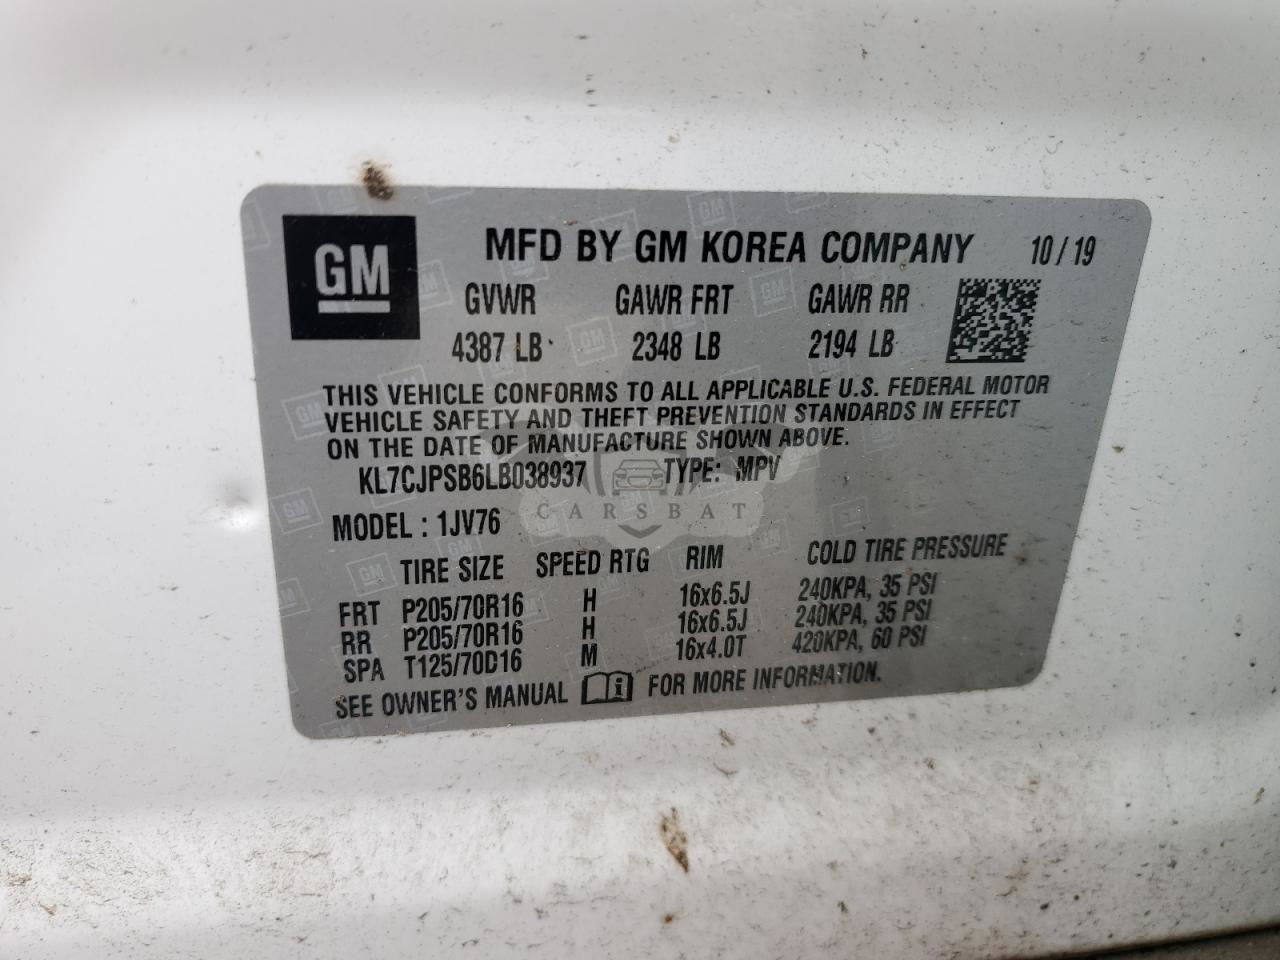 GM MFD BY GM KOREA COMPANY 10/19
GVWR GAWR FRT GAWR RR
4387 LB 2348 LB 2194 LB
THIS VEHICLE CONFORMS TO ALL APPLICABLE U.S. FEDERAL MOTOR
VEHICLE SAFETY AND THEFT PREVENTION STANDARDS IN EFFECT
ON THE DATE OF MANUFACTURE SHOWN ABOVE.
KL7CJPSB6LB038937 TYPE: MPV
CARSBAT
MODEL : 1JV76
TIRE SIZE SPEED RTG RIM COLD TIRE PRESSURE
FRT P205/70R16 H 16x6.5J 240KPA, 35 PSI
RR P205/70R16 H 16x6.5J 240KPA, 35 PSI
SPA T125/70D16 M 16x4.0T 420KPA, 60 PSI
SEE OWNER'S MANUAL i FOR MORE INFORMATION.